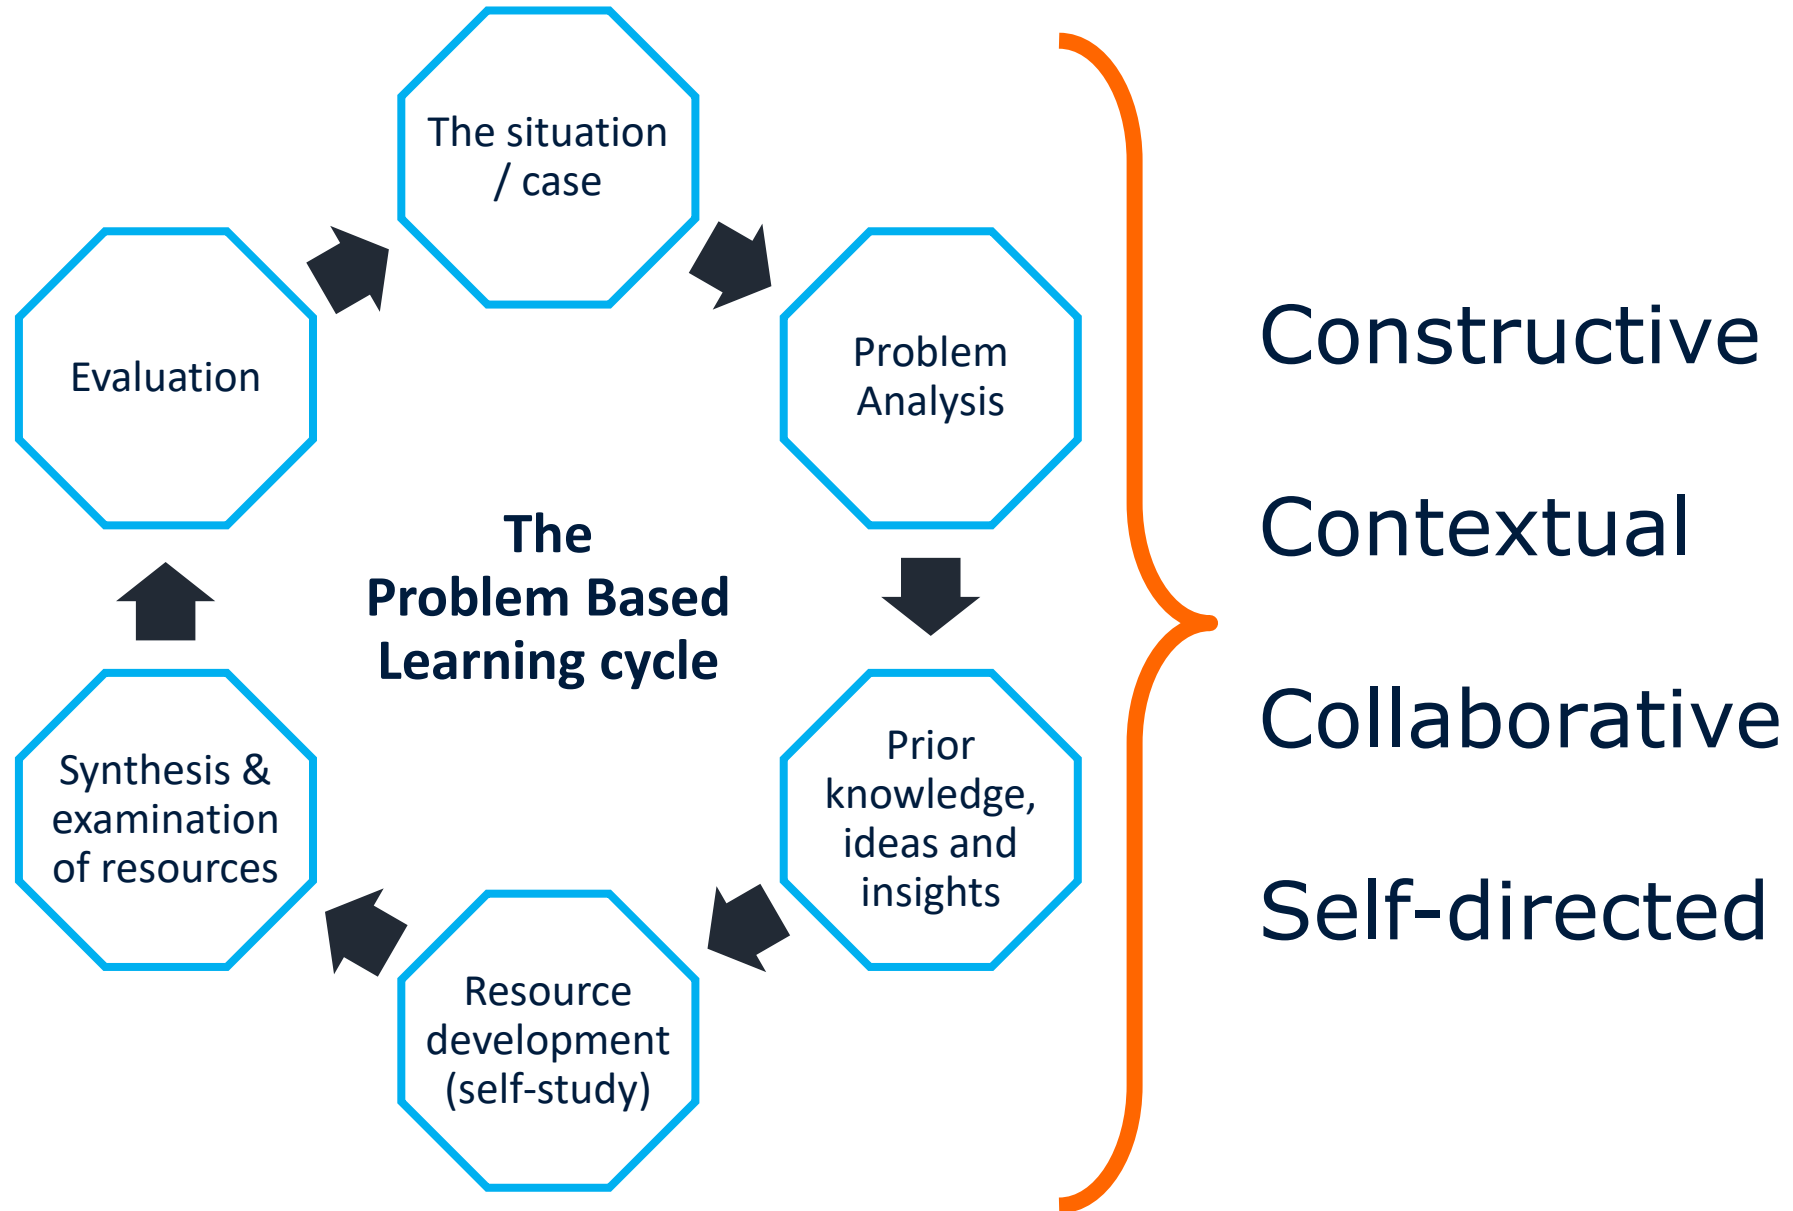 The situation
/ case
Problem
Analysis
Prior
knowledge,
ideas and
insights
Resource
development
(self-study)
Synthesis &
examination
of resources
Evaluation
The
Problem Based
Learning cycle
Constructive
Contextual
Collaborative
Self-directed